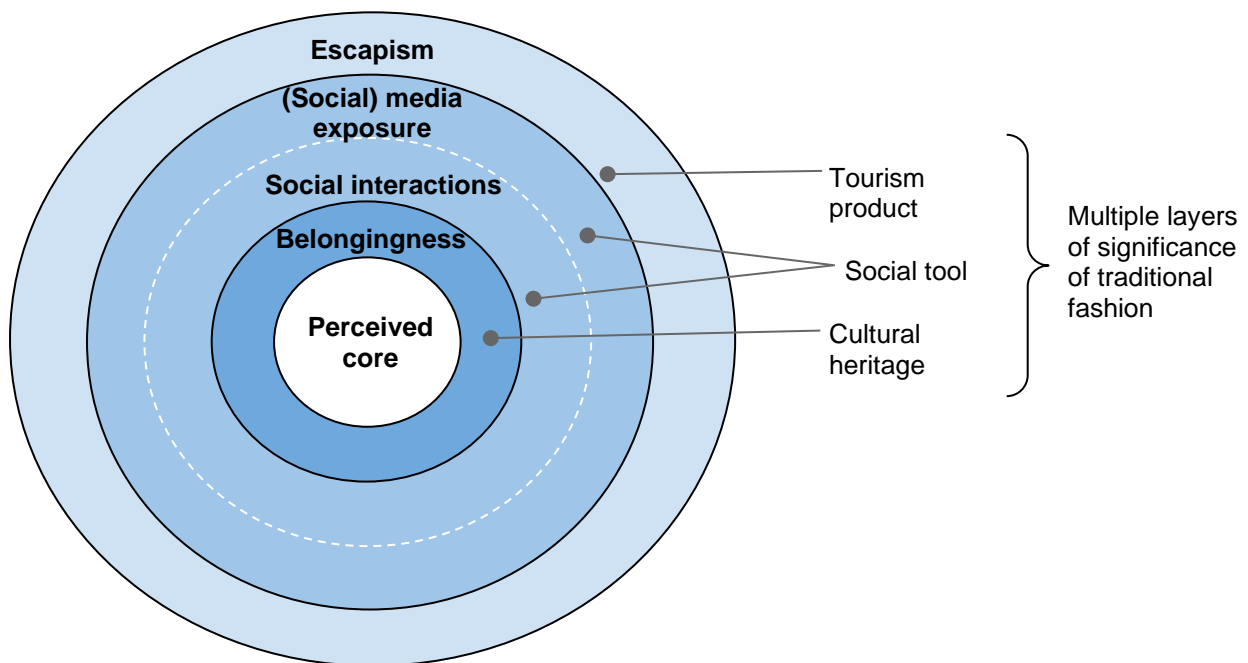 Escapism
(Social) media
exposure
Social interactions
Belongingness
Perceived
core
Tourism
product
Social tool
Cultural
heritage
Multiple layers
of significance
of traditional
fashion